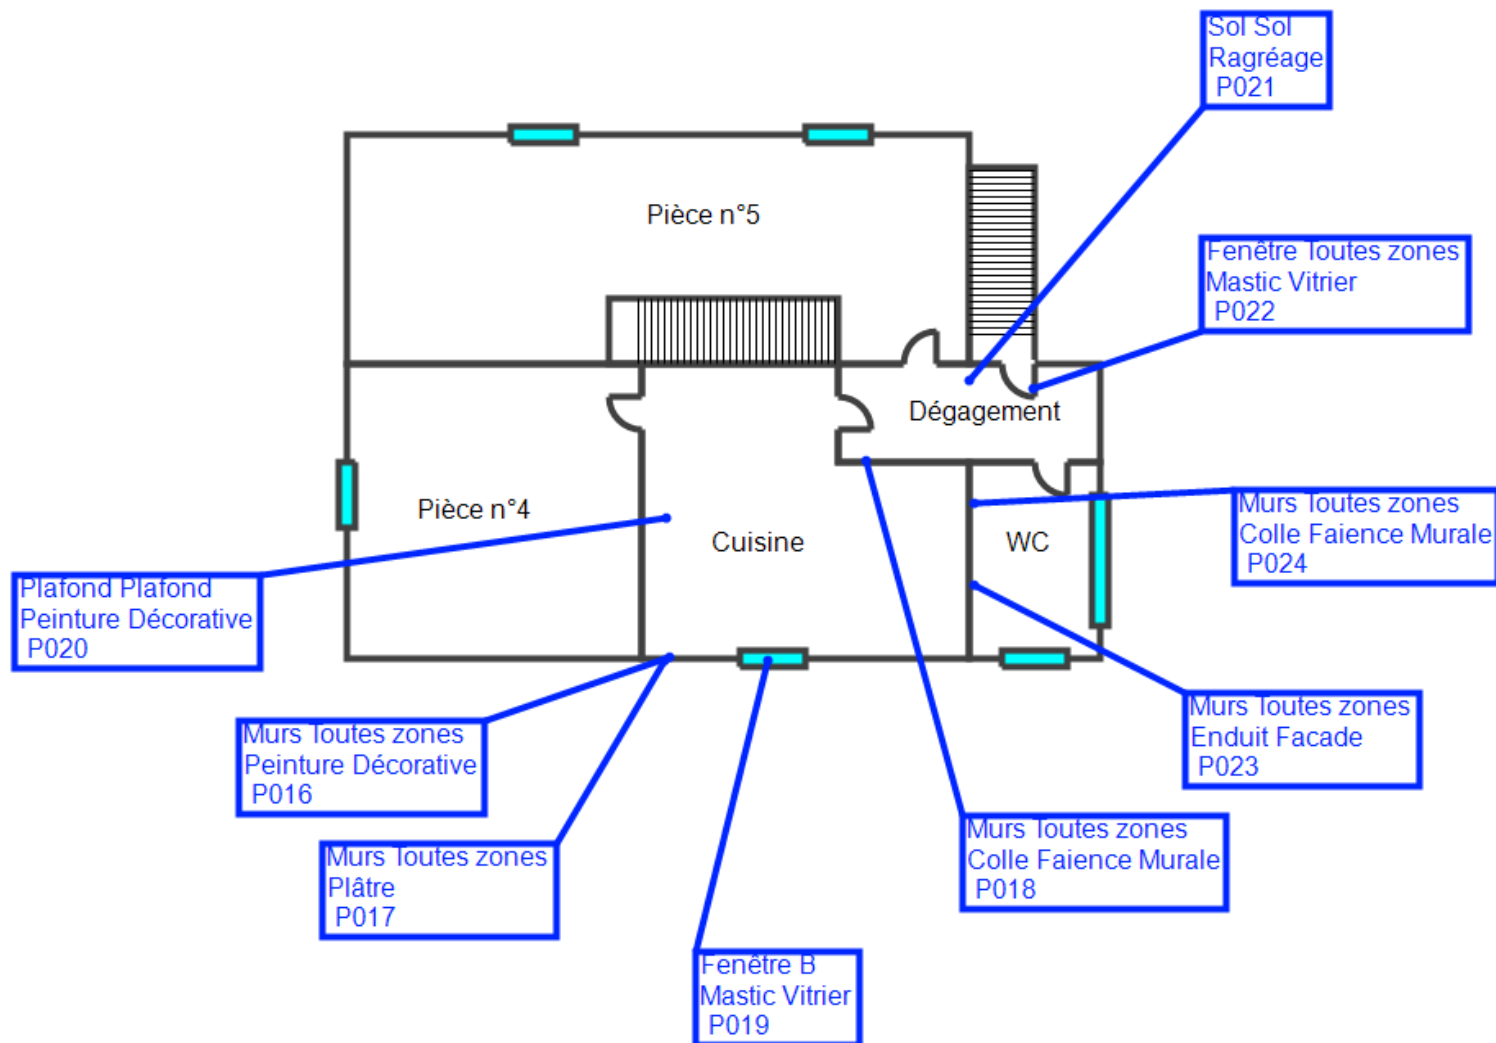 Sol Sol
Ragréage
P021
Pièce n°5
Fenêtre Toutes zones
Mastic Vitrier
P022
Dégagement
Pièce n°4
Cuisine
WC
Murs Toutes zones
Colle Faience Murale
P024
Plafond Plafond
Peinture Décorative
P020
Murs Toutes zones
Enduit Facade
P023
Murs Toutes zones
Peinture Décorative
P016
Murs Toutes zones
Colle Faience Murale
P018
Murs Toutes zones
Plâtre
P017
Fenêtre B
Mastic Vitrier
P019